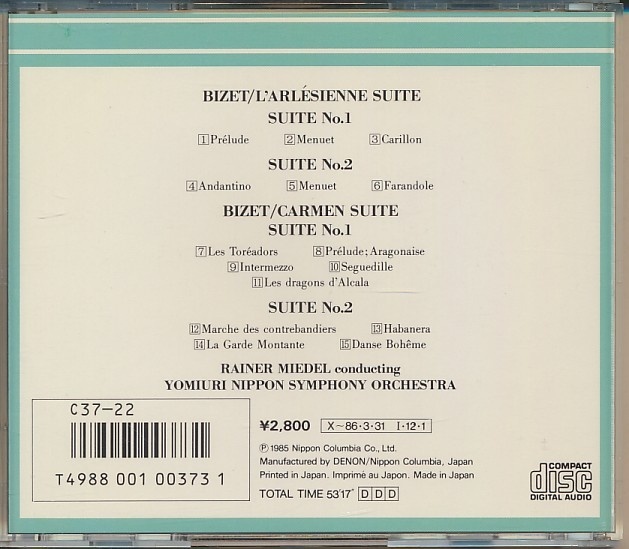 BIZET/L'ARLÉSIENNE SUITE
SUITE No.1
1 Prélude 2 Menuet 3 Carillon
SUITE No.2
4 Andantino 5 Menuet 6 Farandole
BIZET/CARMEN SUITE
SUITE No.1
7 Les Toréadors 8 Prélude; Aragonaise
9 Intermezzo 10 Seguedille
11 Les dragons d'Alcala
SUITE No.2
12 Marche des contrebandiers 13 Habanera
14 La Garde Montante 15 Danse Bohême
RAINER MIEDEL conducting
YOMIURI NIPPON SYMPHONY ORCHESTRA
C37-22
T4988 001 00373 1
¥2,800 X~86·3·31 I·12·1
Ⓟ1985 Nippon Columbia Co., Ltd.
Manufactured by DENON/Nippon Columbia, Japan
Printed in Japan. Imprimé au Japon. Made in Japan
TOTAL TIME 53'17" D D D
COMPACT
disc
DIGITAL AUDIO